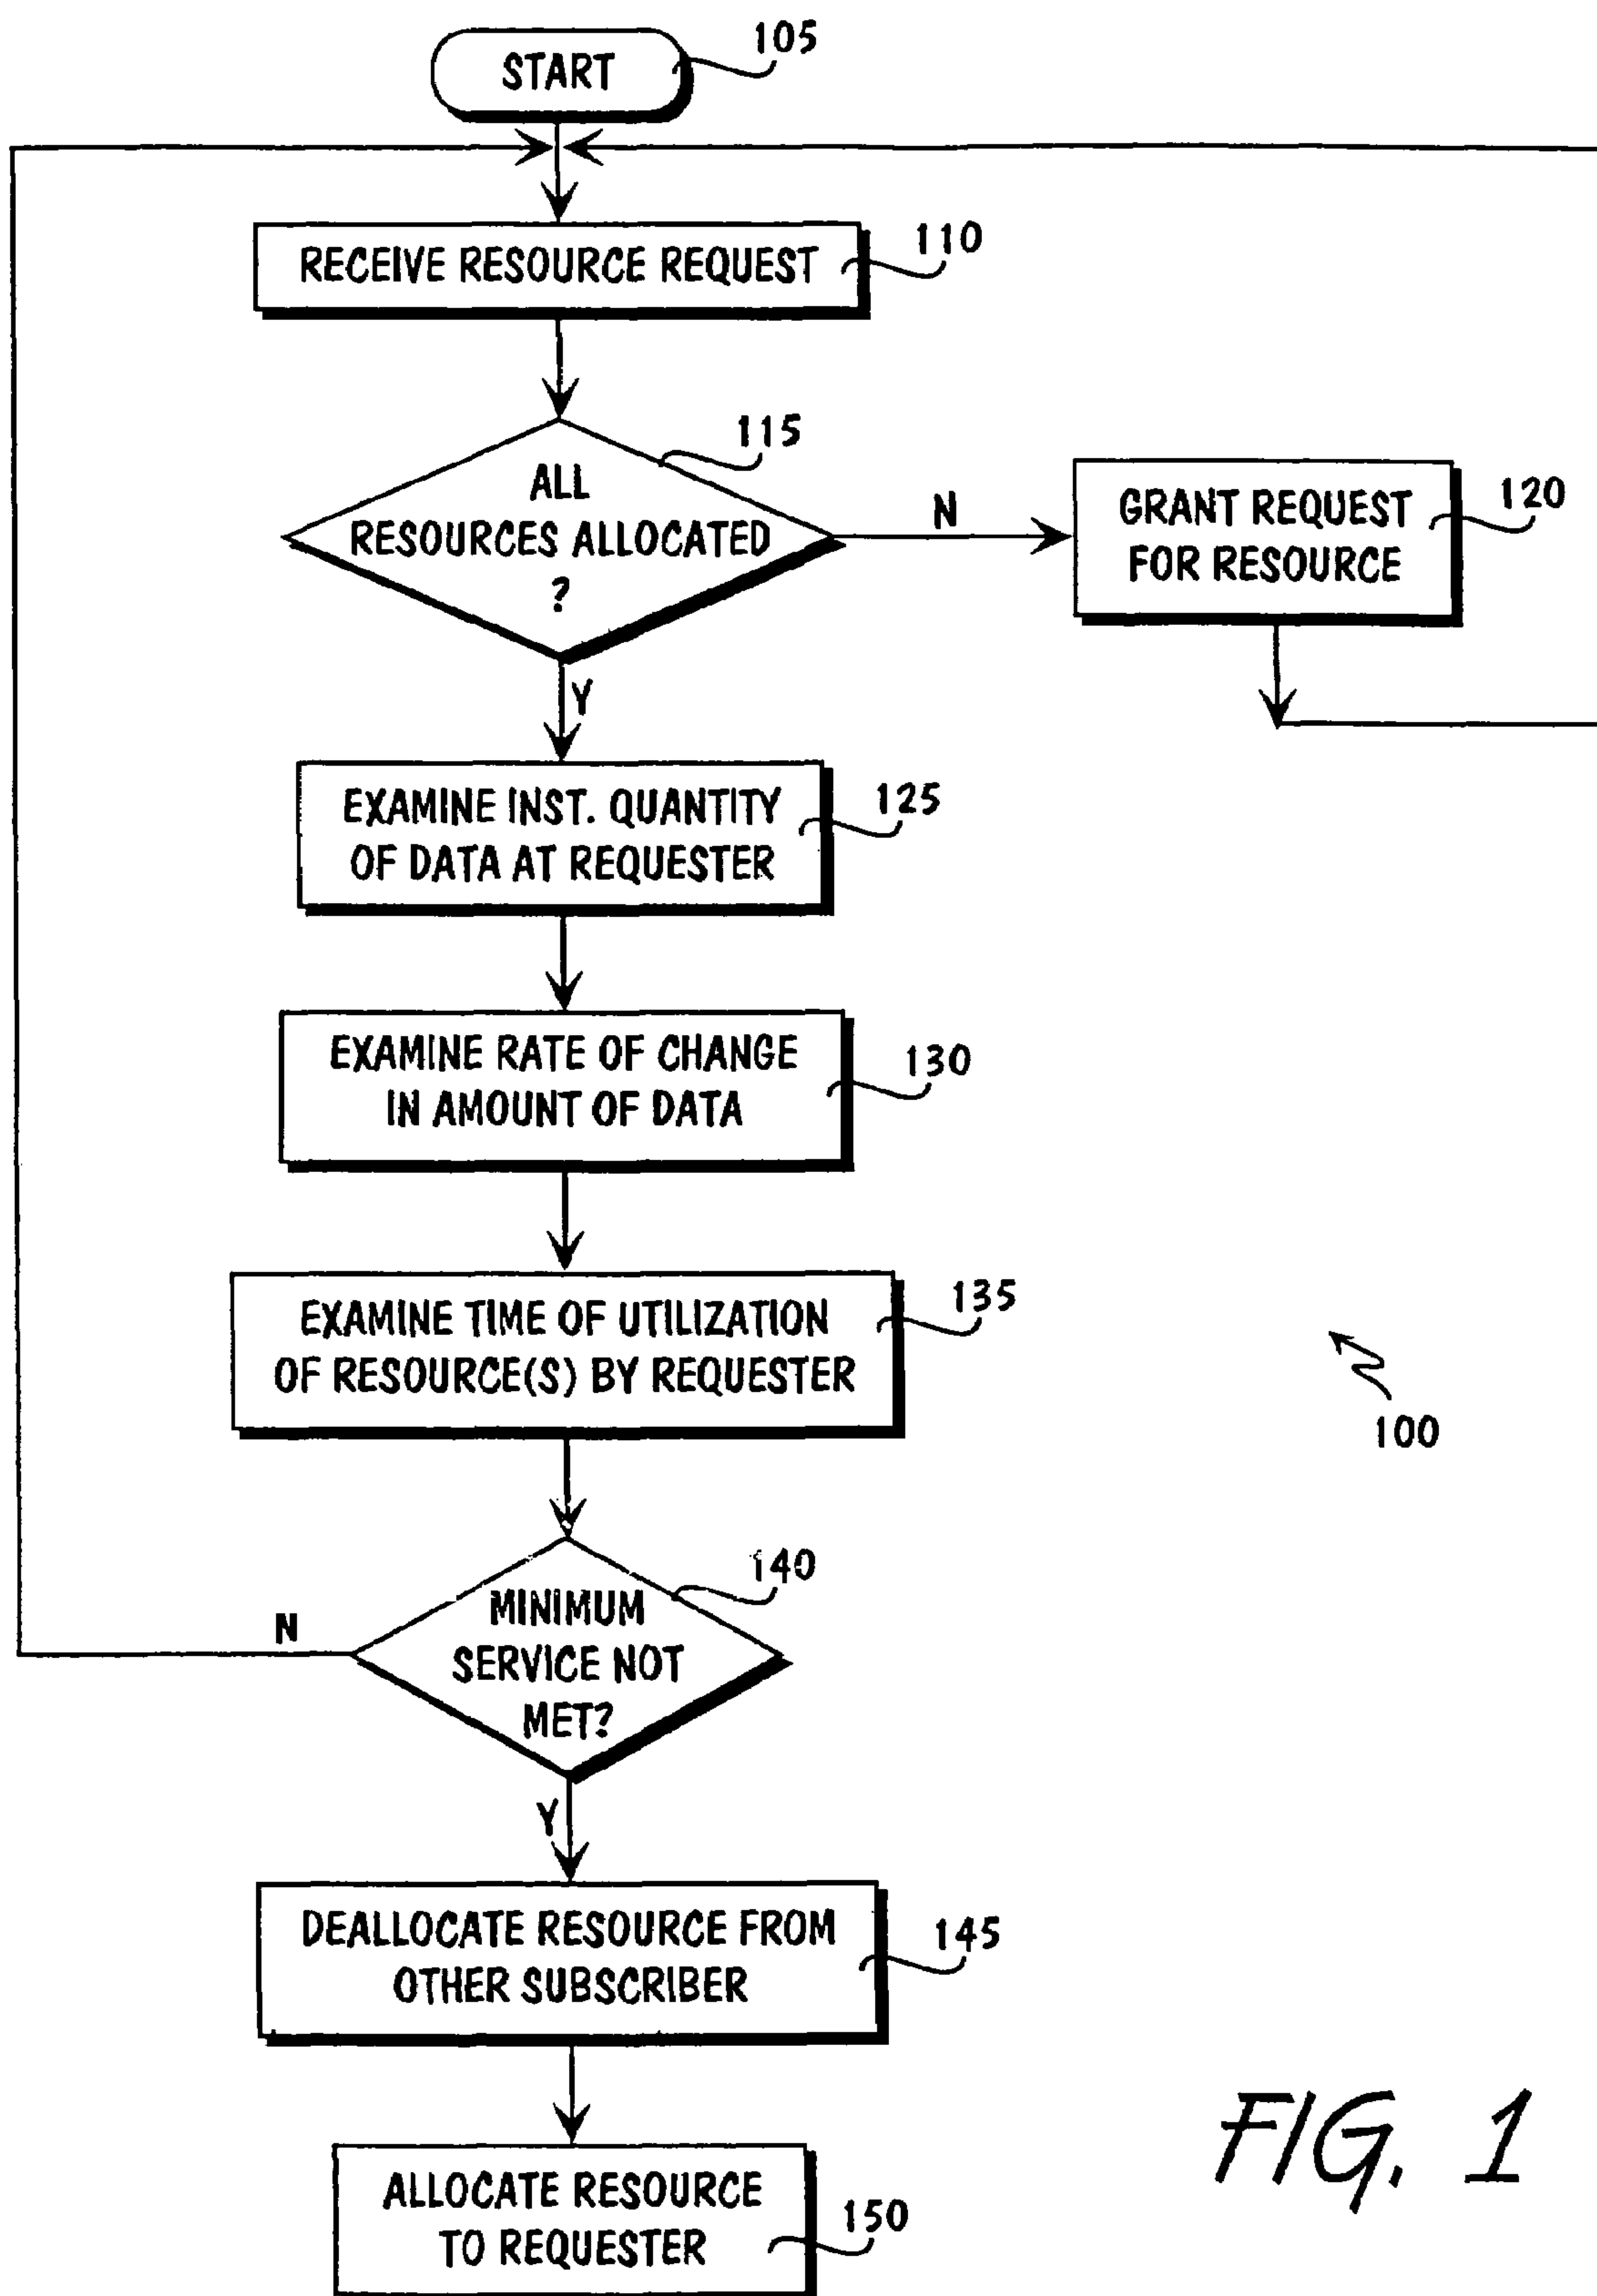 START
105
RECEIVE RESOURCE REQUEST
110
ALL
RESOURCES ALLOCATED
?
115
N
GRANT REQUEST
FOR RESOURCE
120
Y
EXAMINE INST. QUANTITY
OF DATA AT REQUESTER
125
EXAMINE RATE OF CHANGE
IN AMOUNT OF DATA
130
EXAMINE TIME OF UTILIZATION
OF RESOURCE(S) BY REQUESTER
135
100
MINIMUM
SERVICE NOT
MET?
140
N
Y
DEALLOCATE RESOURCE FROM
OTHER SUBSCRIBER
145
ALLOCATE RESOURCE
TO REQUESTER
150
FIG. 1